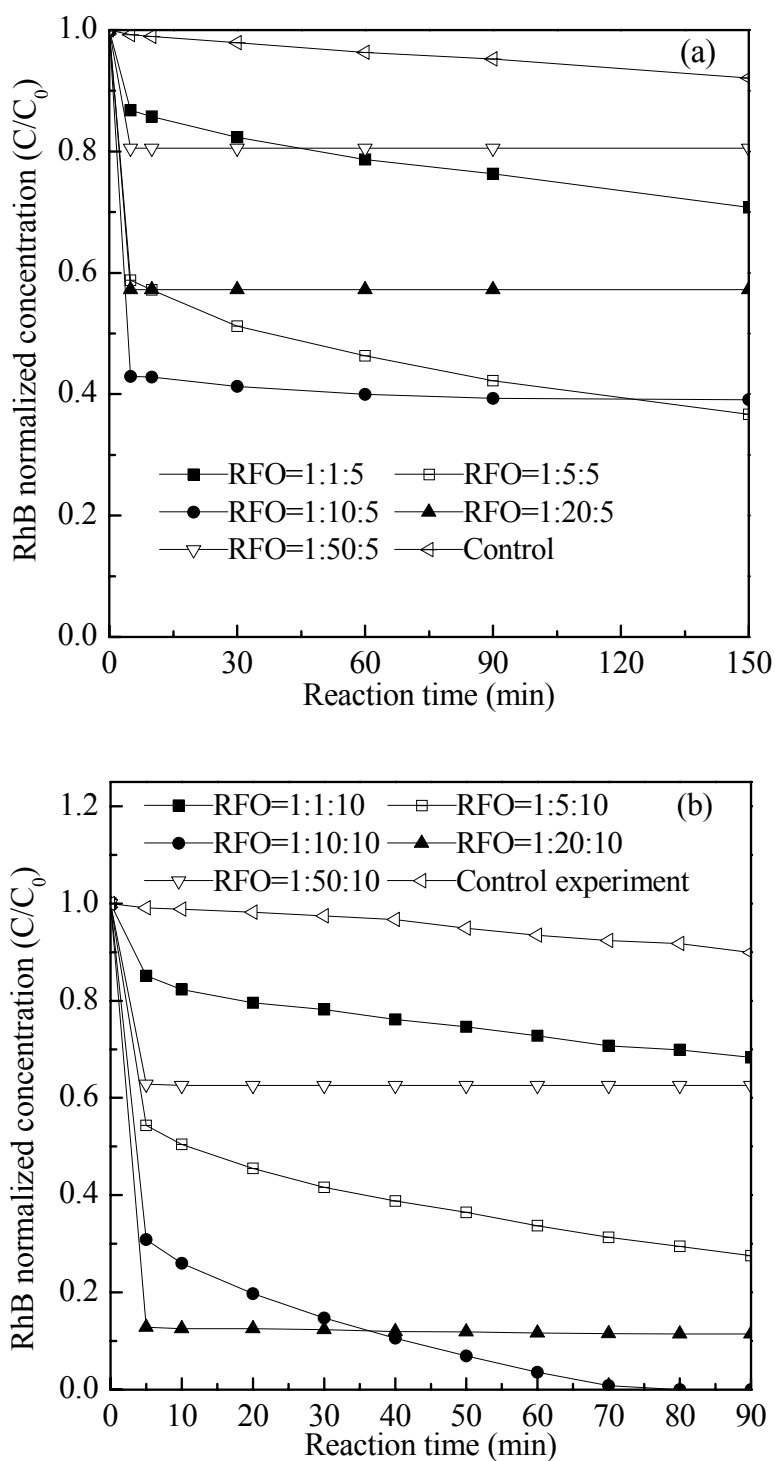 (a)
RhB normalized concentration (C/C₀)
1.0
0.8
0.6
0.4
0.2
0.0
RFO=1:1:5 RFO=1:5:5
RFO=1:10:5 RFO=1:20:5
RFO=1:50:5 Control
0 30 60 90 120 150
Reaction time (min)
(b)
RhB normalized concentration (C/C₀)
1.2
1.0
0.8
0.6
0.4
0.2
0.0
RFO=1:1:10 RFO=1:5:10
RFO=1:10:10 RFO=1:20:10
RFO=1:50:10 Control experiment
0 10 20 30 40 50 60 70 80 90
Reaction time (min)